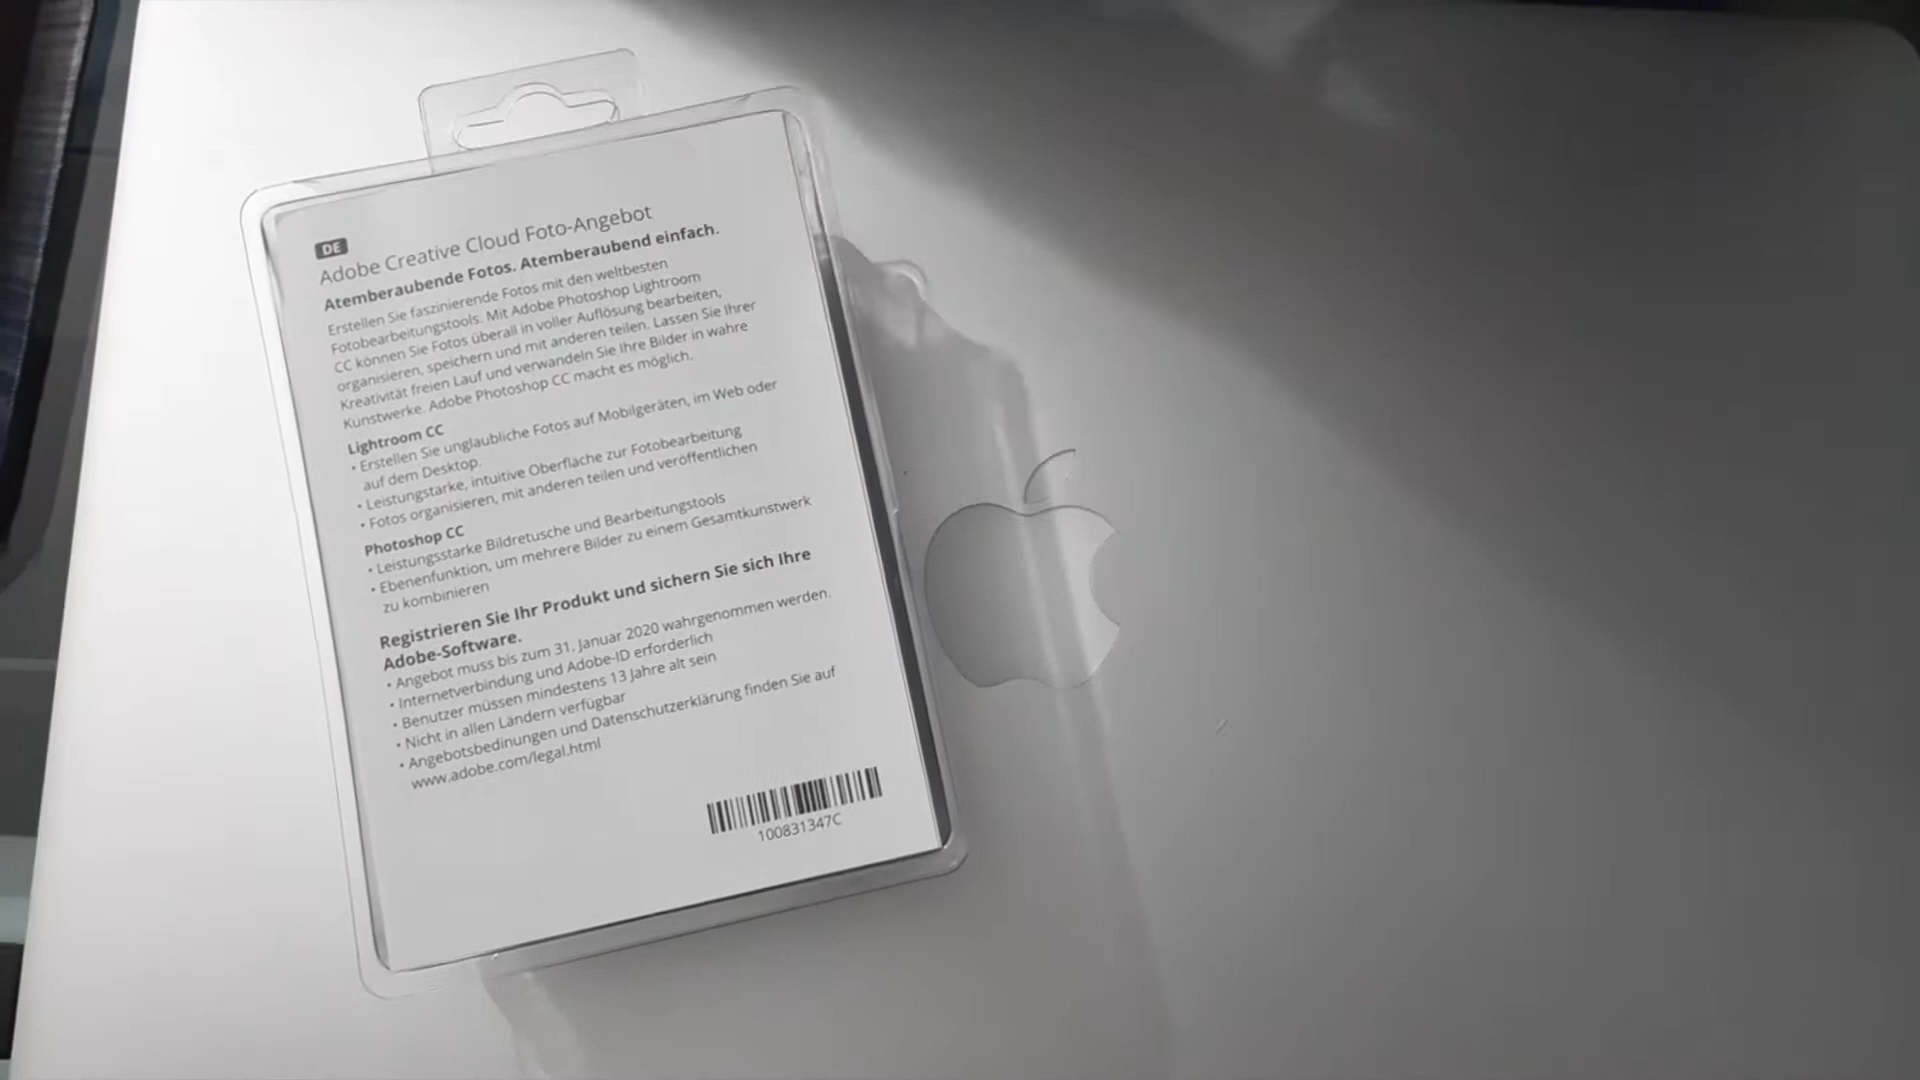 DE
Adobe Creative Cloud Foto-Angebot
Atemberaubende Fotos. Atemberaubend einfach.
Erstellen Sie faszinierende Fotos mit den weltbesten
Fotobearbeitungstools. Mit Adobe Photoshop Lightroom
CC können Sie Fotos überall in voller Auflösung bearbeiten,
organisieren, speichern und mit anderen teilen. Lassen Sie Ihrer
Kreativität freien Lauf und verwandeln Sie Ihre Bilder in wahre
Kunstwerke. Adobe Photoshop CC macht es möglich.
Lightroom CC
• Erstellen Sie unglaubliche Fotos auf Mobilgeräten, im Web oder
auf dem Desktop.
• Leistungstarke, intuitive Oberfläche zur Fotobearbeitung
• Fotos organisieren, mit anderen teilen und veröffentlichen
Photoshop CC
• Leistungsstarke Bildretusche und Bearbeitungstools
• Ebenenfunktion, um mehrere Bilder zu einem Gesamtkunstwerk
zu kombinieren
Registrieren Sie Ihr Produkt und sichern Sie sich Ihre
Adobe-Software.
• Angebot muss bis zum 31. Januar 2020 wahrgenommen werden.
• Internetverbindung und Adobe-ID erforderlich
• Benutzer müssen mindestens 13 Jahre alt sein
• Nicht in allen Ländern verfügbar
• Angebotsbedinungen und Datenschutzerklärung finden Sie auf
www.adobe.com/legal.html
100831347C